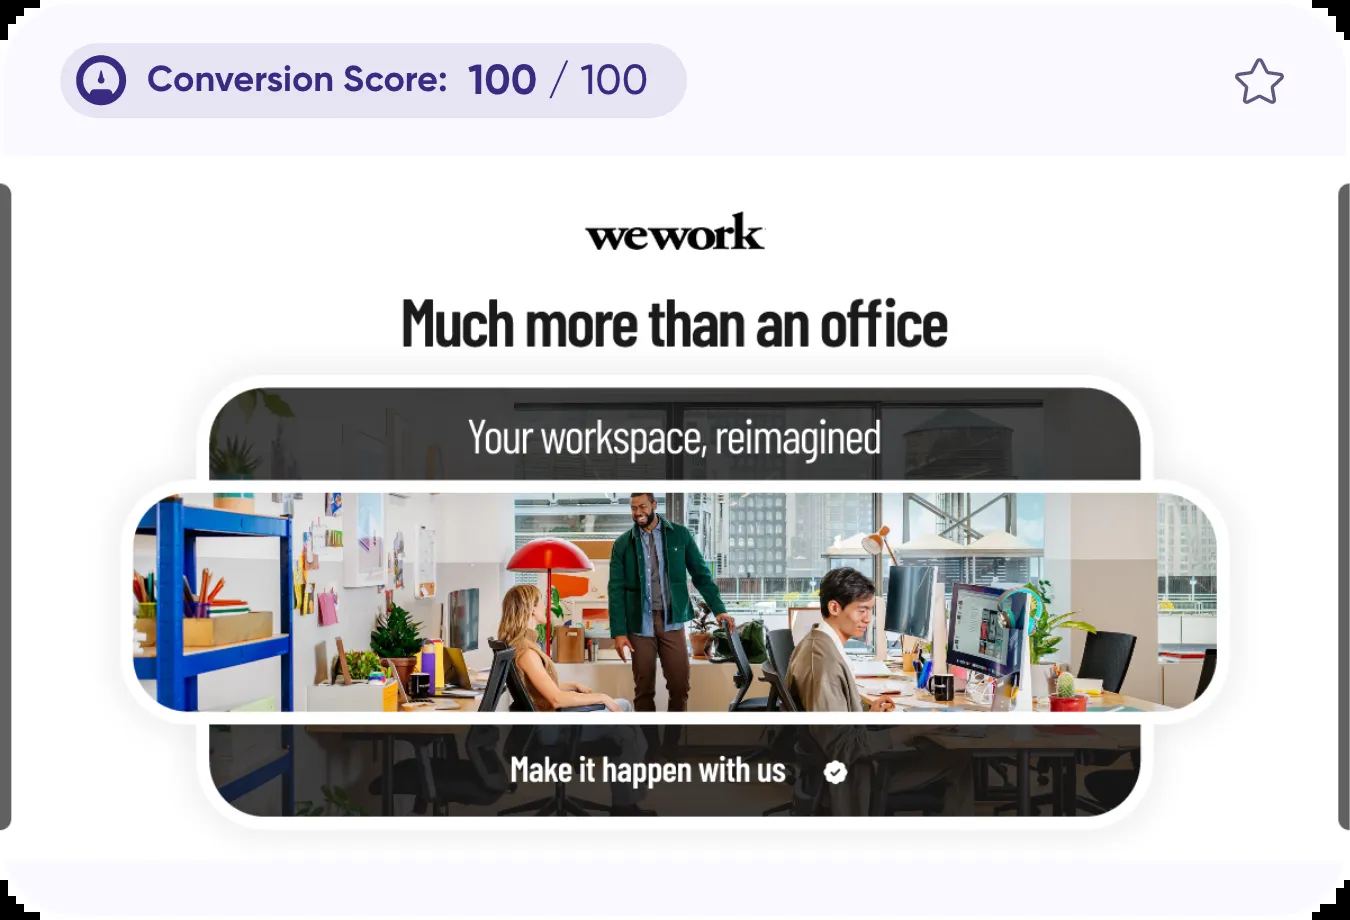 Conversion Score: 100 / 100
wework
Much more than an office
Your workspace, reimagined
Make it happen with us